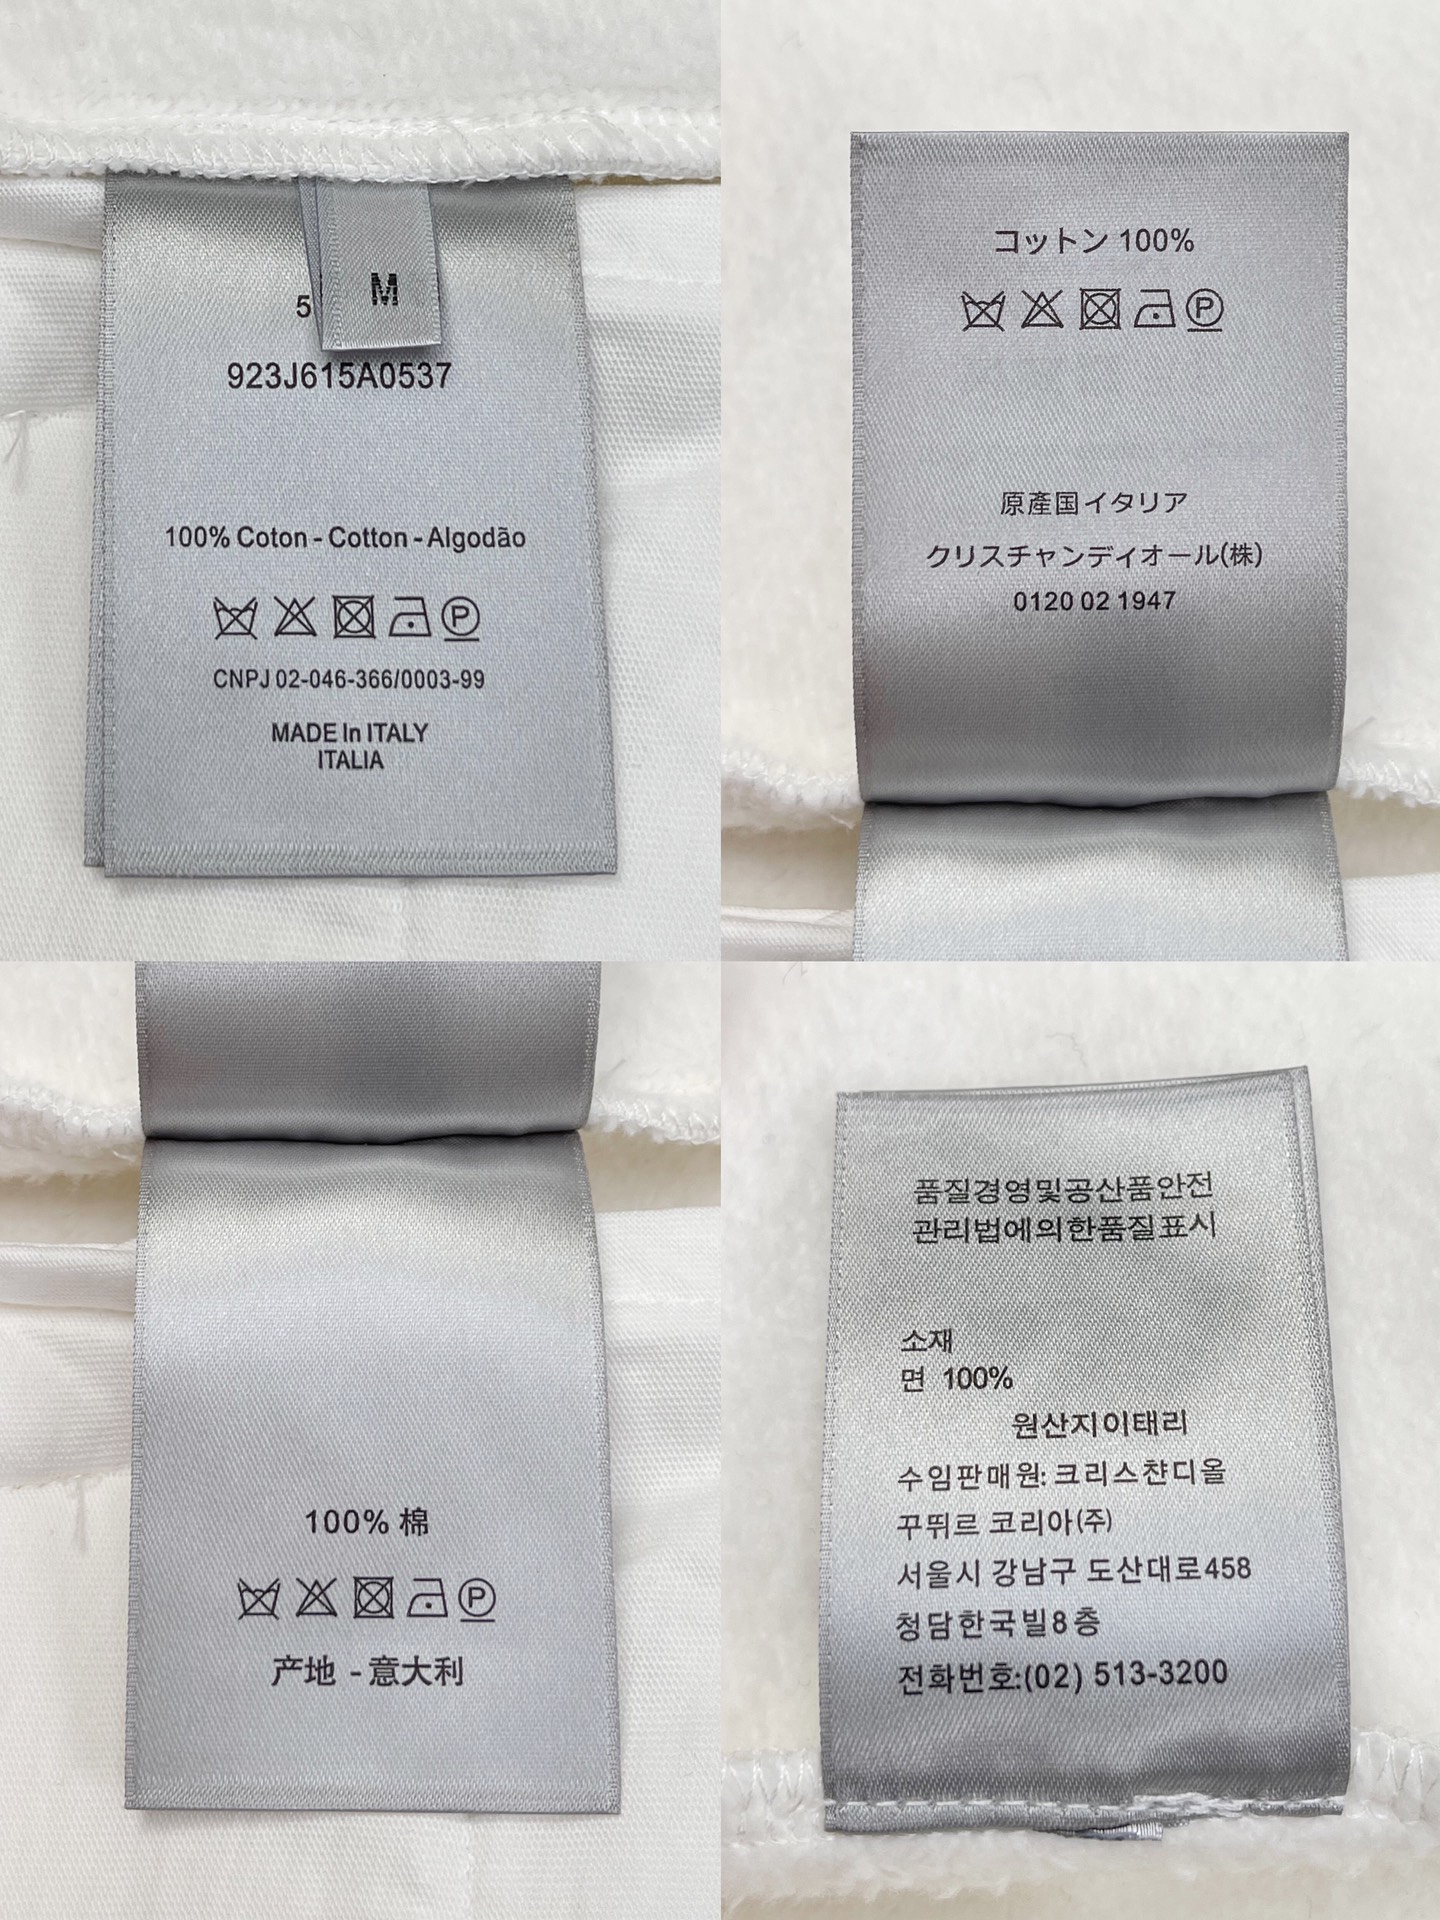 M
5
923J615A0537
100% Coton - Cotton - Algodão
P
CNPJ 02-046-366/0003-99
MADE In ITALY
ITALIA
コットン 100%
P
原產国イタリア
クリスチャンディオール(株)
0120 02 1947
100% 棉
P
产地 - 意大利
품질경영및공산품안전
관리법에의한품질표시
소재
면 100%
원산지이태리
수임판매원: 크리스챤디올
꾸뛰르 코리아(주)
서울시 강남구 도산대로458
청담한국빌8층
전화번호:(02) 513-3200